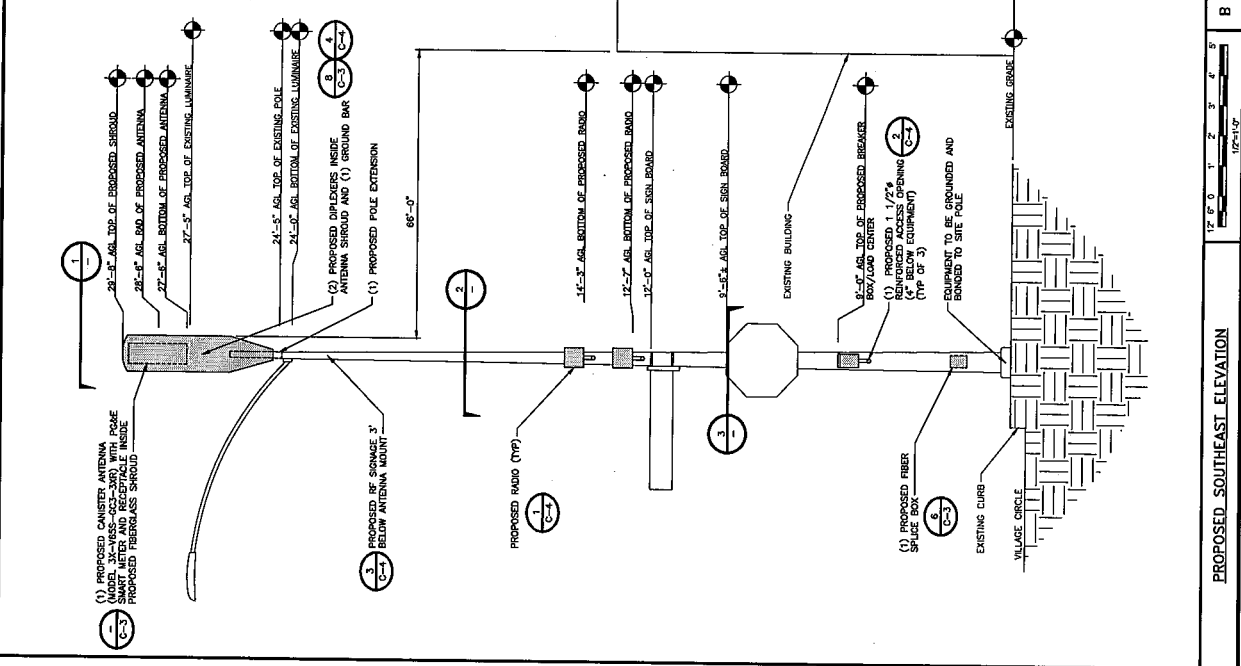 (1) PROPOSED CANISTER ANTENNA
(MODEL 3X-V65S-GC3-3XR) WITH PG&E
SMART METER AND RECEPTACLE INSIDE
PROPOSED FIBERGLASS SHROUD
-
C-3
1
-
29'-8" AGL TOP OF PROPOSED SHROUD
28'-6" AGL RAD OF PROPOSED ANTENNA
27'-6" AGL BOTTOM OF PROPOSED ANTENNA
27'-5" AGL TOP OF EXISTING LUMINAIRE
24'-5" AGL TOP OF EXISTING POLE
24'-0" AGL BOTTOM OF EXISTING LUMINAIRE
(2) PROPOSED DIPLEXERS INSIDE
ANTENNA SHROUD AND (1) GROUND BAR
8
C-3
4
C-4
(1) PROPOSED POLE EXTENSION
66'-0"
3
C-4
PROPOSED RF SIGNAGE 3'
BELOW ANTENNA MOUNT
2
-
14'-3" AGL BOTTOM OF PROPOSED RADIO
12'-7" AGL BOTTOM OF PROPOSED RADIO
12'-0" AGL TOP OF SIGN BOARD
PROPOSED RADIO (TYP)
1
C-4
9'-6"± AGL TOP OF SIGN BOARD
3
-
EXISTING BUILDING
9'-0" AGL TOP OF PROPOSED BREAKER
BOX/LOAD CENTER
(1) PROPOSED 1 1/2"ø
REINFORCED ACCESS OPENING
(4" BELOW EQUIPMENT)
(TYP OF 3)
2
C-4
(1) PROPOSED FIBER
SPLICE BOX
6
C-3
EQUIPMENT TO BE GROUNDED AND
BONDED TO SITE POLE
EXISTING CURB
VILLAGE CIRCLE
EXISTING GRADE
PROPOSED SOUTHEAST ELEVATION
12" 6" 0 1' 2' 3' 4' 5'
1/2"=1'-0"
B